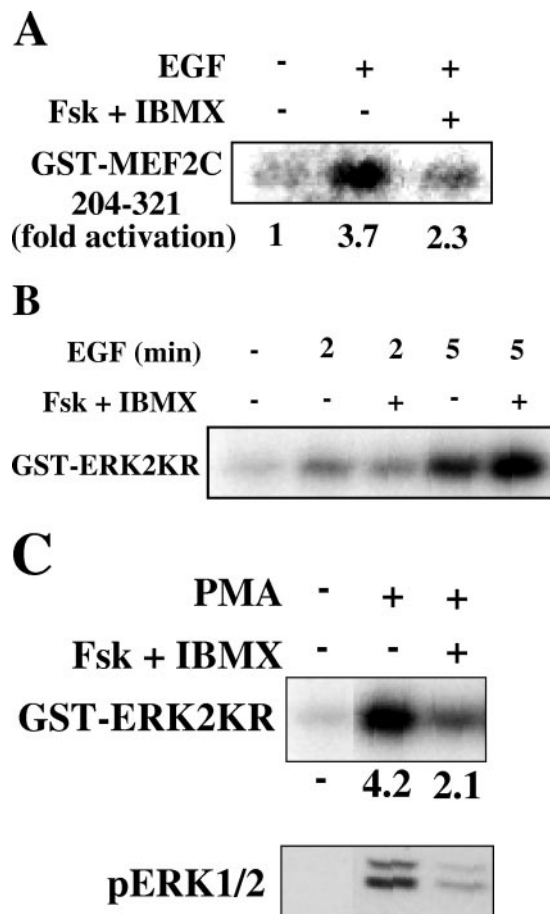 A
EGF - + +
Fsk + IBMX - - +
GST-MEF2C
204-321
(fold activation) 1 3.7 2.3
B
EGF (min) - 2 2 5 5
Fsk + IBMX - - + - +
GST-ERK2KR
C
PMA - + +
Fsk + IBMX - - +
GST-ERK2KR
- 4.2 2.1
pERK1/2